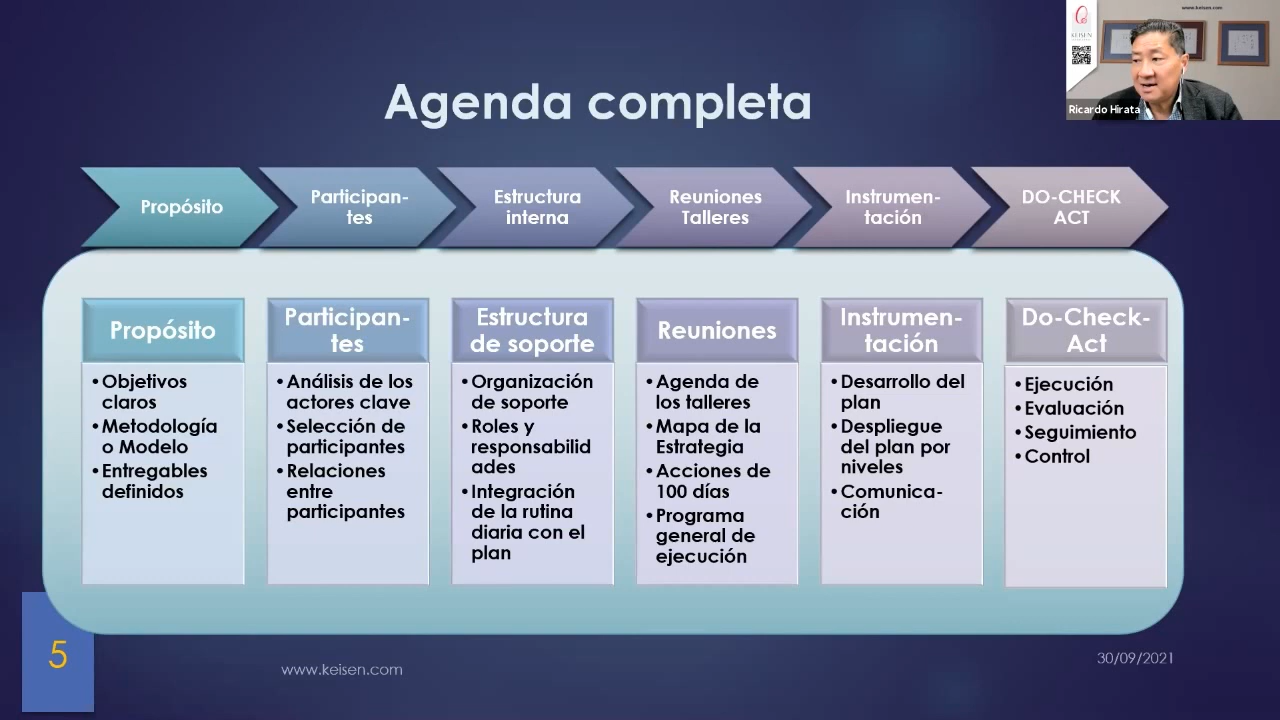 www.keisen.com
KEISEN
Ricardo Hirata
Agenda completa
Propósito
Participan-
tes
Estructura
interna
Reuniones
Talleres
Instrumen-
tación
DO-CHECK
ACT
Propósito
•Objetivos
claros
•Metodología
o Modelo
•Entregables
definidos
Participan-
tes
•Análisis de los
actores clave
•Selección de
participantes
•Relaciones
entre
participantes
Estructura
de soporte
•Organización
de soporte
•Roles y
responsabilid
ades
•Integración
de la rutina
diaria con el
plan
Reuniones
•Agenda de
los talleres
•Mapa de la
Estrategia
•Acciones de
100 días
•Programa
general de
ejecución
Instrumen-
tación
•Desarrollo del
plan
•Despliegue
del plan por
niveles
•Comunica-
ción
Do-Check-
Act
•Ejecución
•Evaluación
•Seguimiento
•Control
5
www.keisen.com
30/09/2021